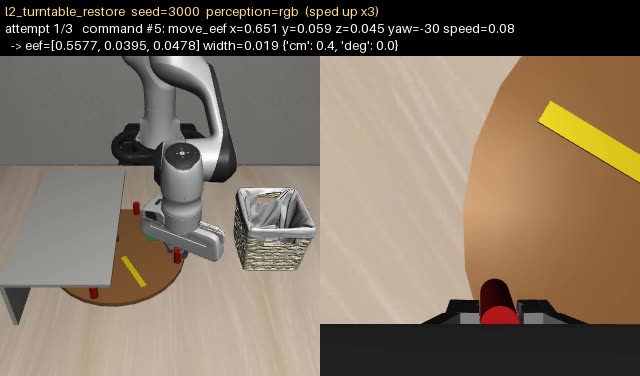 l2_turntable_restore seed=3000 perception=rgb (sped up x3)
attempt 1/3 command #5: move_eef x=0.651 y=0.059 z=0.045 yaw=-30 speed=0.08
-> eef=[0.5577, 0.0395, 0.0478] width=0.019 {'cm': 0.4, 'deg': 0.0}